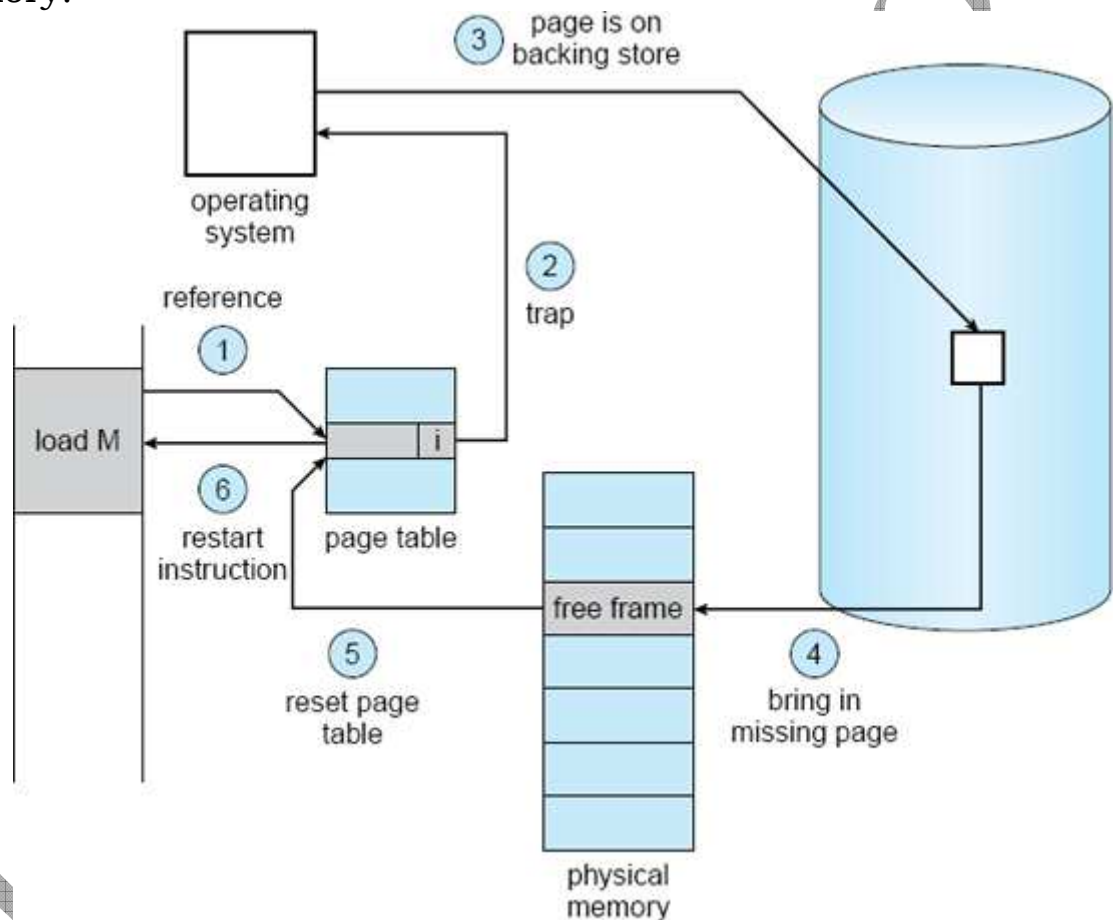 3
page is on
backing store
operating
system
2
trap
reference
1
load M
i
6
restart
instruction
page table
free frame
5
reset page
table
4
bring in
missing page
physical
memory